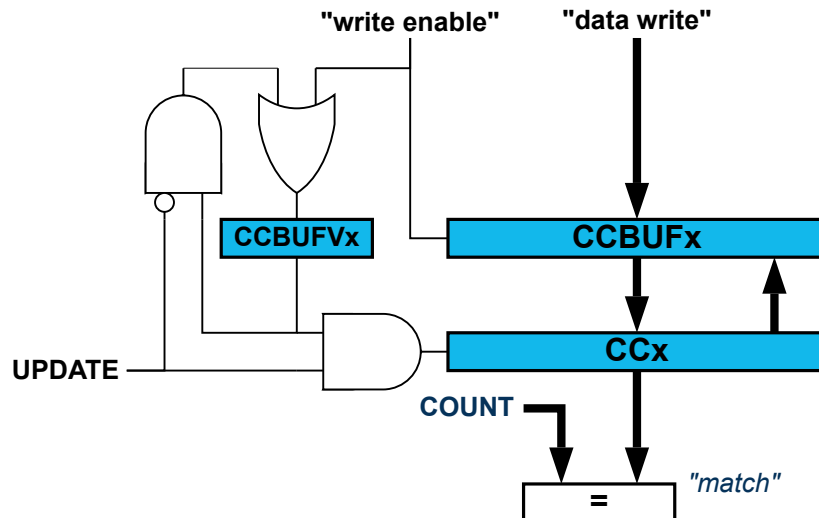 "write enable"
"data write"
CCBUFVx
CCBUFx
CCx
UPDATE
COUNT
"match"
=